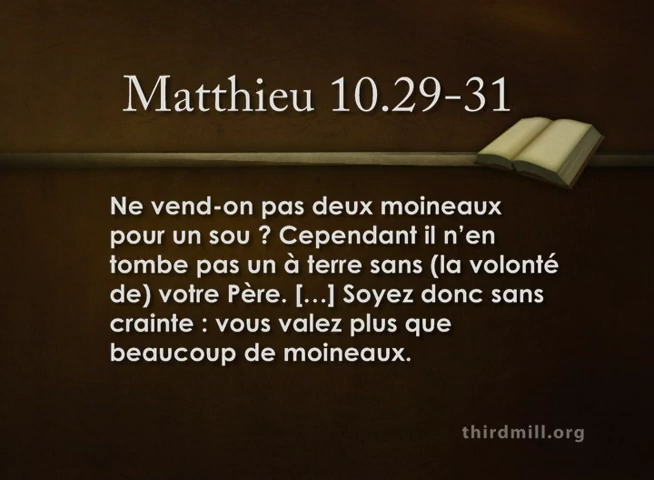 Matthieu 10.29-31
Ne vend-on pas deux moineaux
pour un sou ? Cependant il n’en
tombe pas un à terre sans (la volonté
de) votre Père. […] Soyez donc sans
crainte : vous valez plus que
beaucoup de moineaux.
thirdmill.org